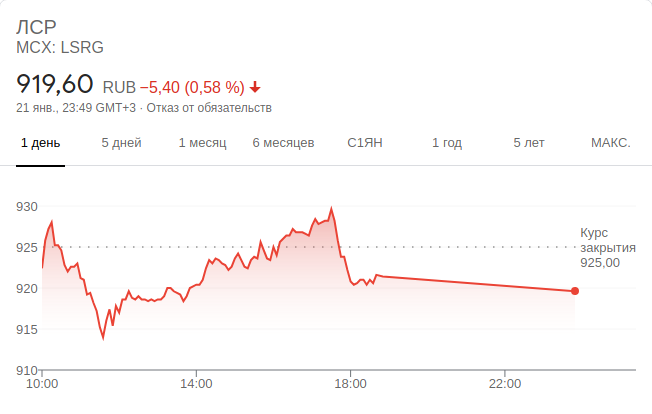 ЛСР
MCX: LSRG
919,60 RUB −5,40 (0,58 %)
21 янв., 23:49 GMT+3 · Отказ от обязательств
1 день 5 дней 1 месяц 6 месяцев С1ЯН 1 год 5 лет МАКС.
930
925
920
915
910
Курс
закрытия
925,00
10:00 14:00 18:00 22:00